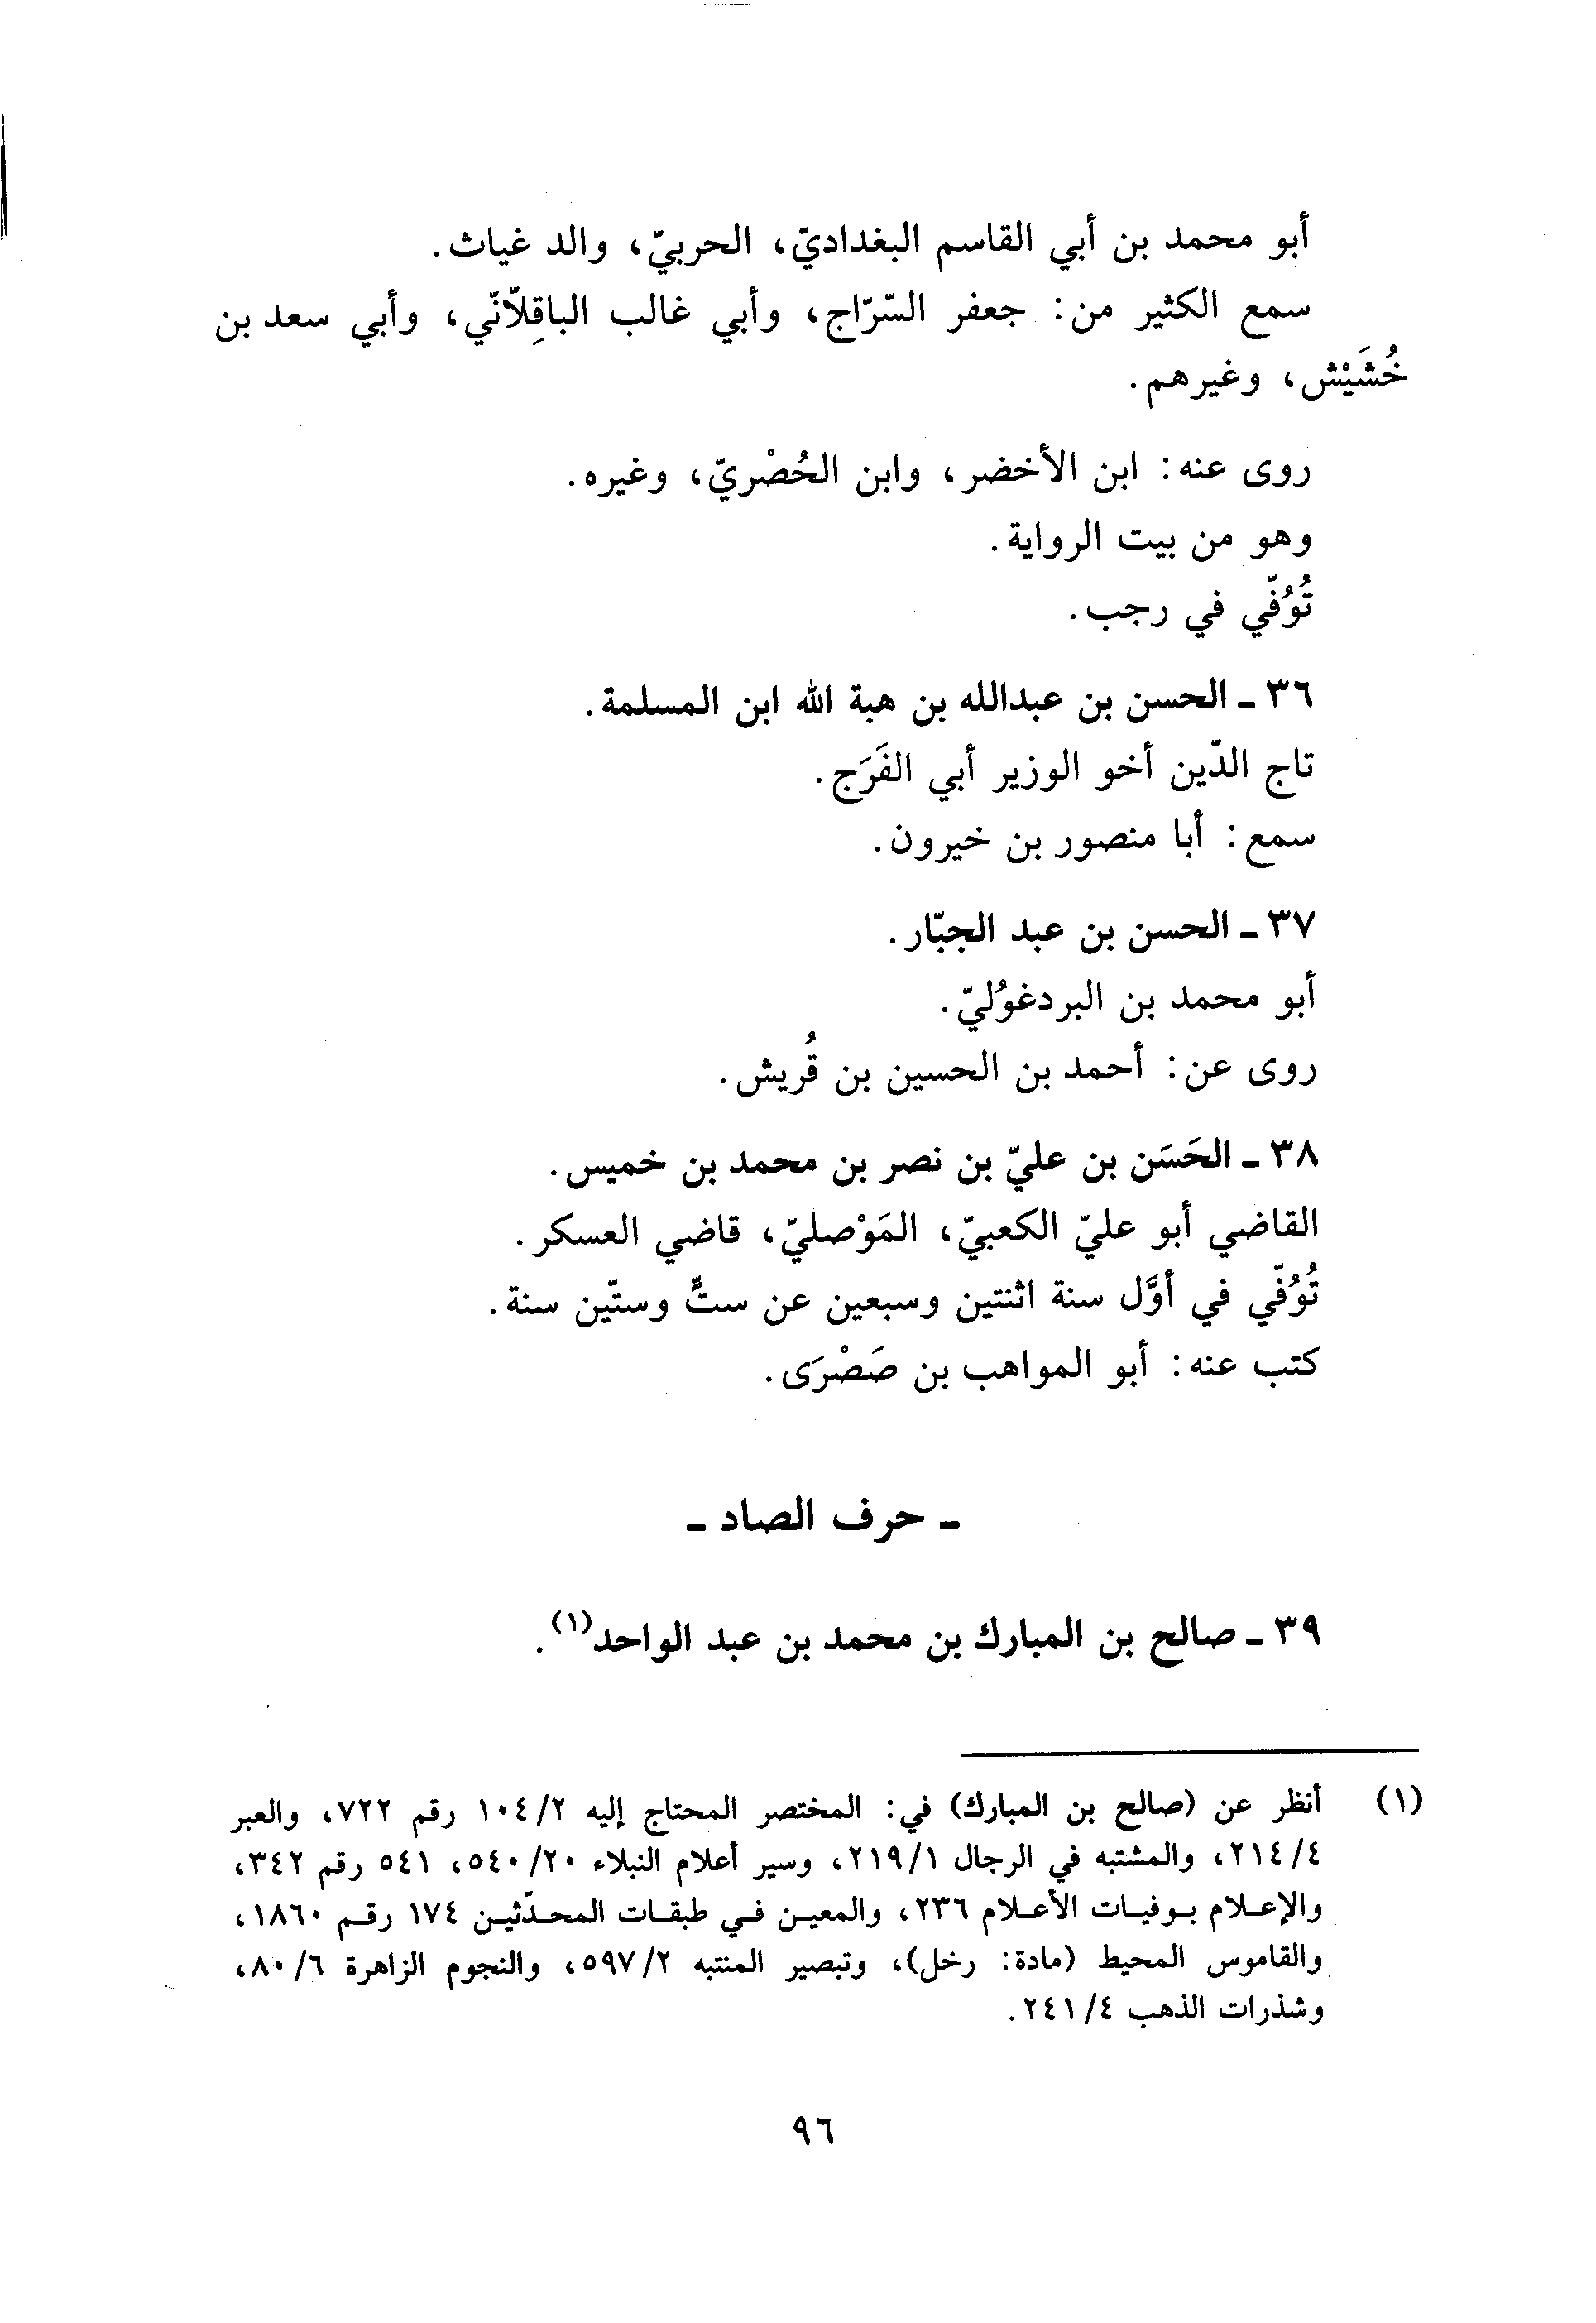 أبو محمد بن أبي القاسم البغداديّ، الحربيّ، والد غياث.
سمع الكثير من: جعفر السّرّاج، وأبي غالب الباقِلّانّي، وأبي سعد بن
خُشَيْش، وغيرهم.
روى عنه: ابن الأخضر، وابن الحُصْريّ، وغيره.
وهو من بيت الرواية.
تُوُفّي في رجب.
٣٦ ـ الحسن بن عبدالله بن هبة الله ابن المسلمة.
تاج الدّين أخو الوزير أبي الفَرَج.
سمع: أبا منصور بن خيرون.
٣٧ ـ الحسن بن عبد الجبّار.
أبو محمد بن البردغوُليّ.
روى عن: أحمد بن الحسين بن قُريش.
٣٨ ـ الحَسَن بن عليّ بن نصر بن محمد بن خميس.
القاضي أبو عليّ الكعبيّ، المَوْصليّ، قاضي العسكر.
تُوُفّي في أوَّل سنة اثنتين وسبعين عن ستٍّ وستّين سنة.
كتب عنه: أبو المواهب بن صَصْرَى.
ـ حرف الصاد ـ
٣٩ ـ صالح بن المبارك بن محمد بن عبد الواحد(١).
(١) أنظر عن (صالح بن المبارك) في: المختصر المحتاج إليه ١٠٤/٢ رقم ٧٢٢، والعبر
٢١٤/٤، والمشتبه في الرجال ٢١٩/١، وسير أعلام النبلاء ٥٤٠/٢٠، ٥٤١ رقم ٣٤٢،
والإعلام بوفيات الأعلام ٢٣٦، والمعين في طبقات المحدّثين ١٧٤ رقم ١٨٦٠،
والقاموس المحيط (مادة: رخل)، وتبصير المنتبه ٥٩٧/٢، والنجوم الزاهرة ٨٠/٦،
وشذرات الذهب ٢٤١/٤.
٩٦